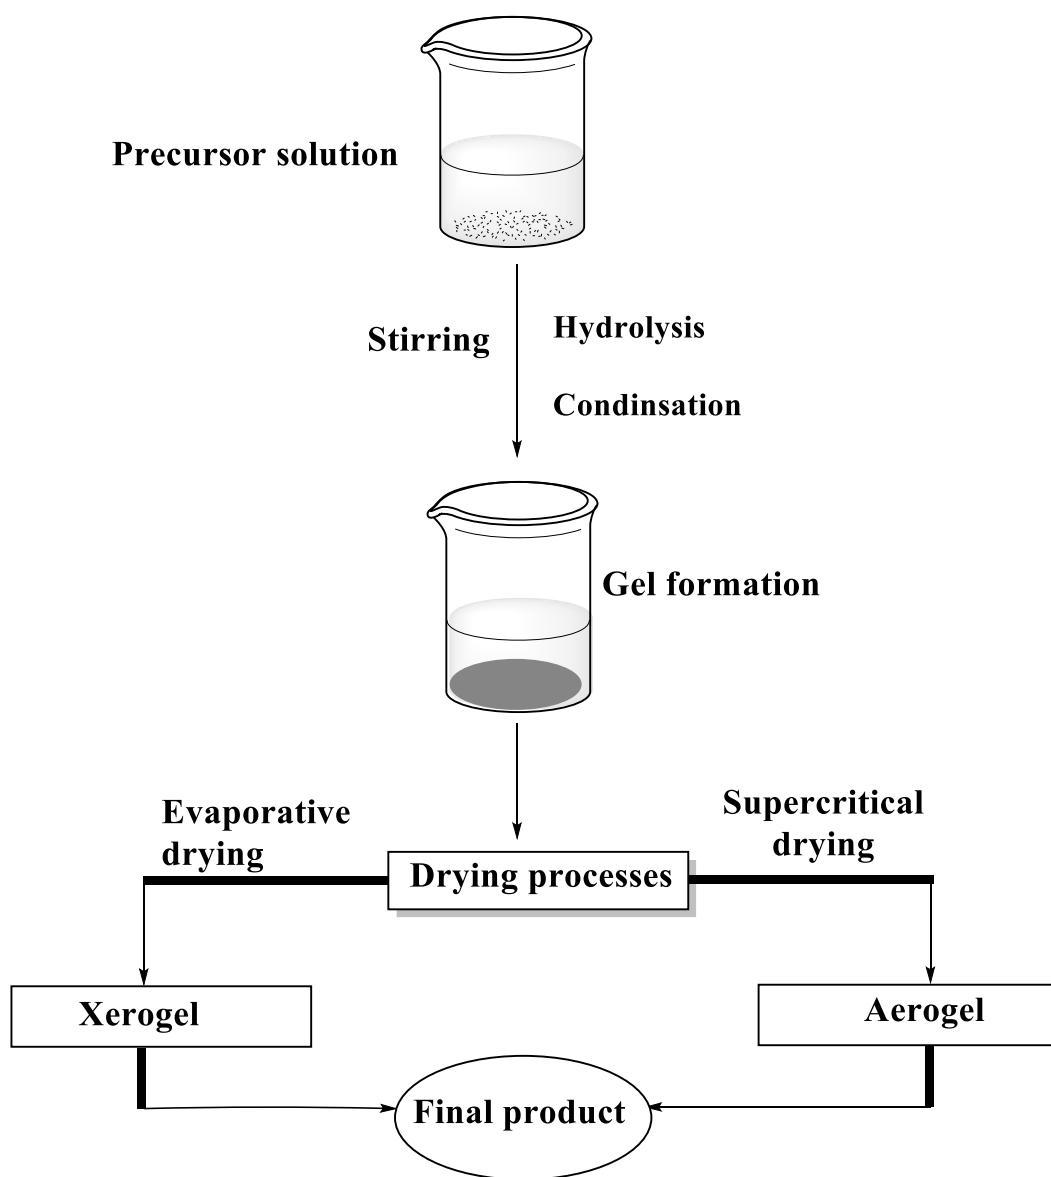 Precursor solution
Stirring
Hydrolysis
Condinsation
Gel formation
Evaporative
drying
Supercritical
drying
Drying processes
Xerogel
Aerogel
Final product